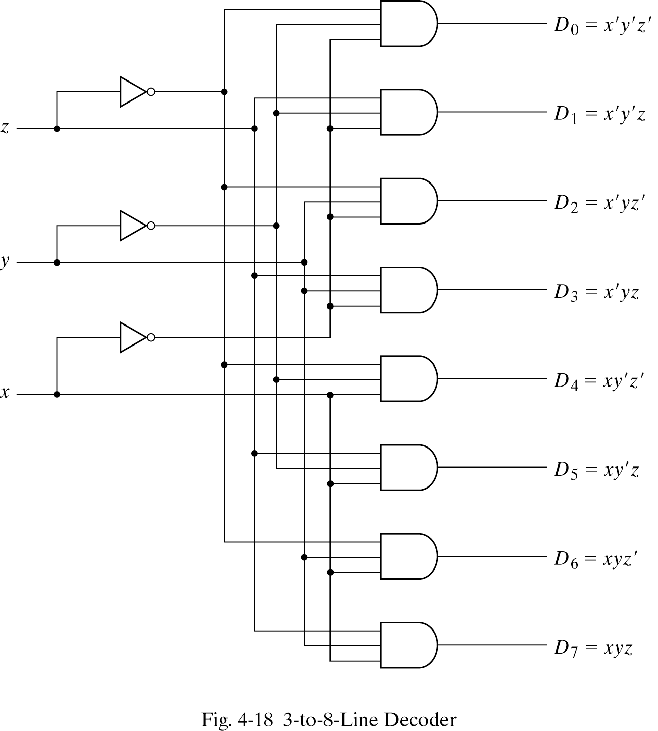 D0 = x′y′z′
D1 = x′y′z
z
D2 = x′yz′
y
D3 = x′yz
D4 = xy′z′
x
D5 = xy′z
D6 = xyz′
D7 = xyz
Fig. 4-18 3-to-8-Line Decoder